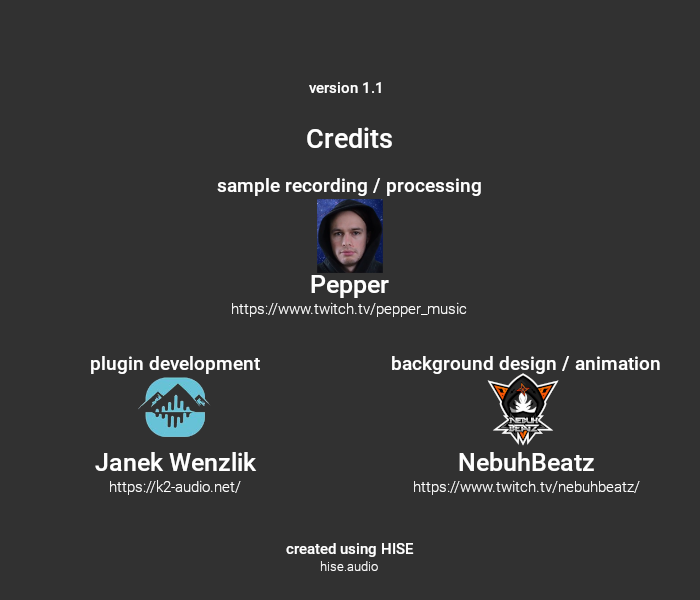 version 1.1
Credits
sample recording / processing
Pepper
https://www.twitch.tv/pepper_music
plugin development
background design / animation
NEBUH
BEATZ
Janek Wenzlik
NebuhBeatz
https://k2-audio.net/
https://www.twitch.tv/nebuhbeatz/
created using HISE
hise.audio